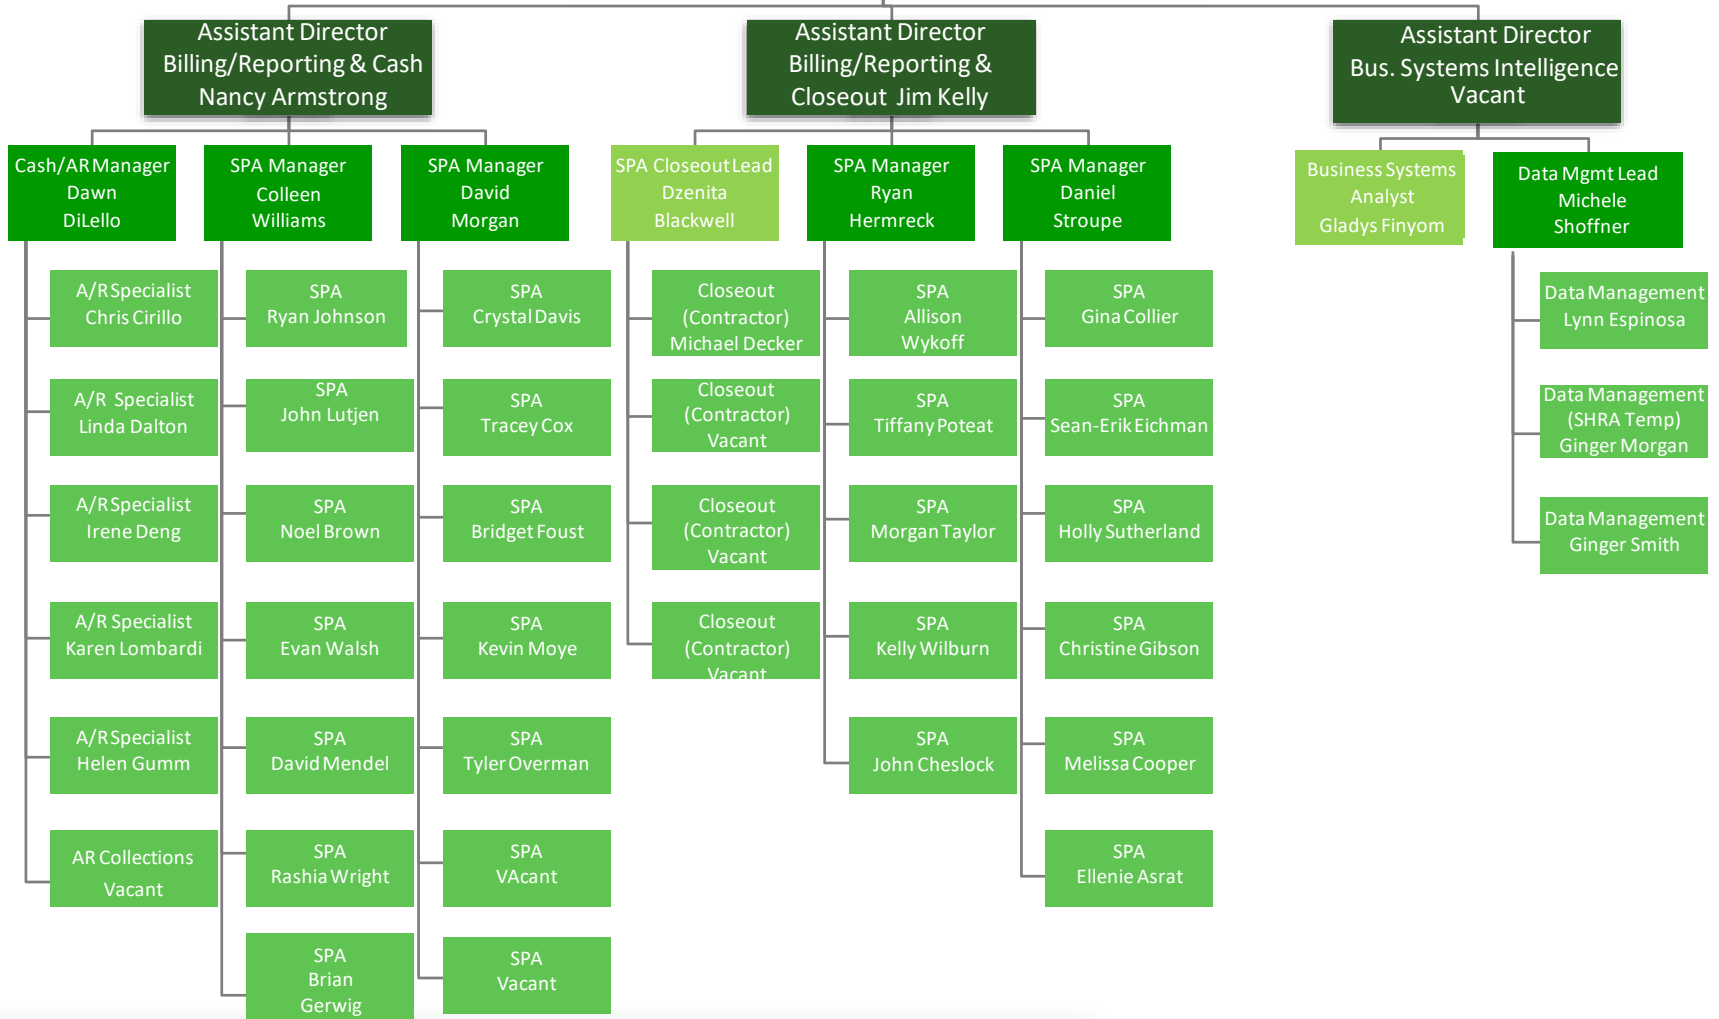 Assistant Director
Billing/Reporting & Cash
Nancy Armstrong
Assistant Director
Billing/Reporting &
Closeout Jim Kelly
Assistant Director
Bus. Systems Intelligence
Vacant
Cash/AR Manager
Dawn
DiLello
SPA Manager
Colleen
Williams
SPA Manager
David
Morgan
SPA Closeout Lead
Dzenita
Blackwell
SPA Manager
Ryan
Hermreck
SPA Manager
Daniel
Stroupe
Business Systems
Analyst
Gladys Finyom
Data Mgmt Lead
Michele
Shoffner
A/R Specialist
Chris Cirillo
A/R Specialist
Linda Dalton
A/R Specialist
Irene Deng
A/R Specialist
Karen Lombardi
A/R Specialist
Helen Gumm
AR Collections
Vacant
SPA
Ryan Johnson
SPA
John Lutjen
SPA
Noel Brown
SPA
Evan Walsh
SPA
David Mendel
SPA
Rashia Wright
SPA
Brian
Gerwig
SPA
Crystal Davis
SPA
Tracey Cox
SPA
Bridget Foust
SPA
Kevin Moye
SPA
Tyler Overman
SPA
VAcant
SPA
Vacant
Closeout
(Contractor)
Michael Decker
Closeout
(Contractor)
Vacant
Closeout
(Contractor)
Vacant
Closeout
(Contractor)
Vacant
SPA
Allison
Wykoff
SPA
Tiffany Poteat
SPA
Morgan Taylor
SPA
Kelly Wilburn
SPA
John Cheslock
SPA
Gina Collier
SPA
Sean-Erik Eichman
SPA
Holly Sutherland
SPA
Christine Gibson
SPA
Melissa Cooper
SPA
Ellenie Asrat
Data Management
Lynn Espinosa
Data Management
(SHRA Temp)
Ginger Morgan
Data Management
Ginger Smith